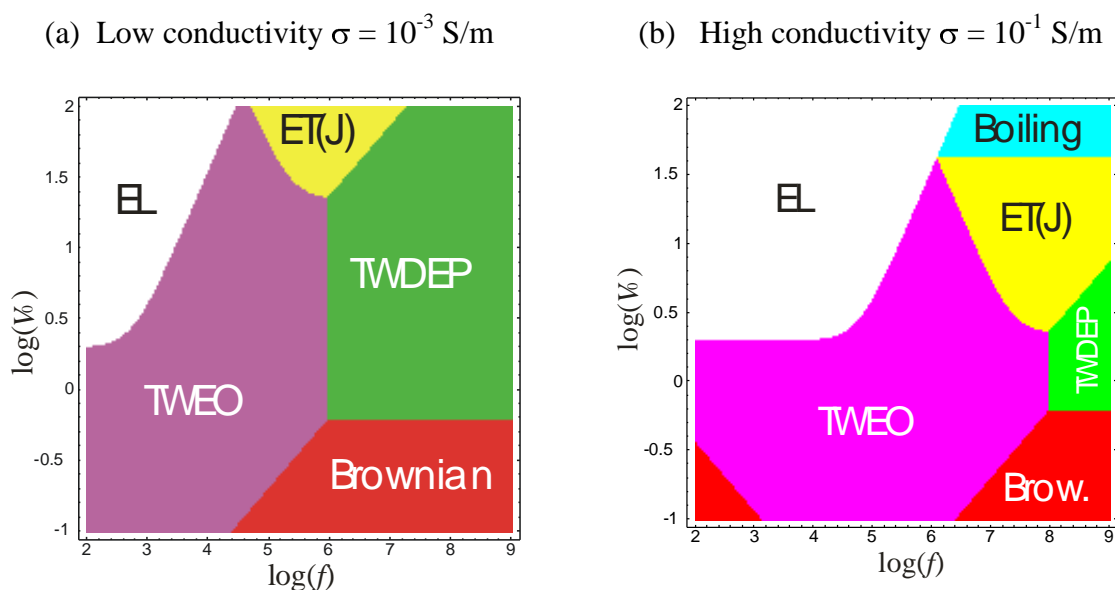 (a) Low conductivity σ = 10⁻³ S/m
(b) High conductivity σ = 10⁻¹ S/m
2
1.5
1
0.5
0
-0.5
-1
log(V₀)
EL
ET(J)
TWDEP
TWEO
Brownian
2 3 4 5 6 7 8 9
log(f)
2
1.5
1
0.5
0
-0.5
-1
log(V₀)
Boiling
EL
ET(J)
TWDEP
TWEO
Brow.
2 3 4 5 6 7 8 9
log(f)